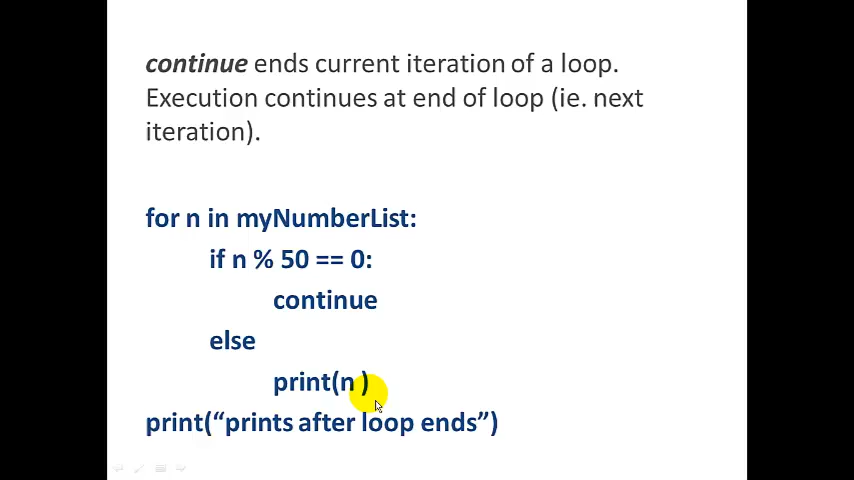 continue ends current iteration of a loop.
Execution continues at end of loop (ie. next
iteration).
for n in myNumberList:
if n % 50 == 0:
continue
else
print(n )
print(“prints after loop ends”)